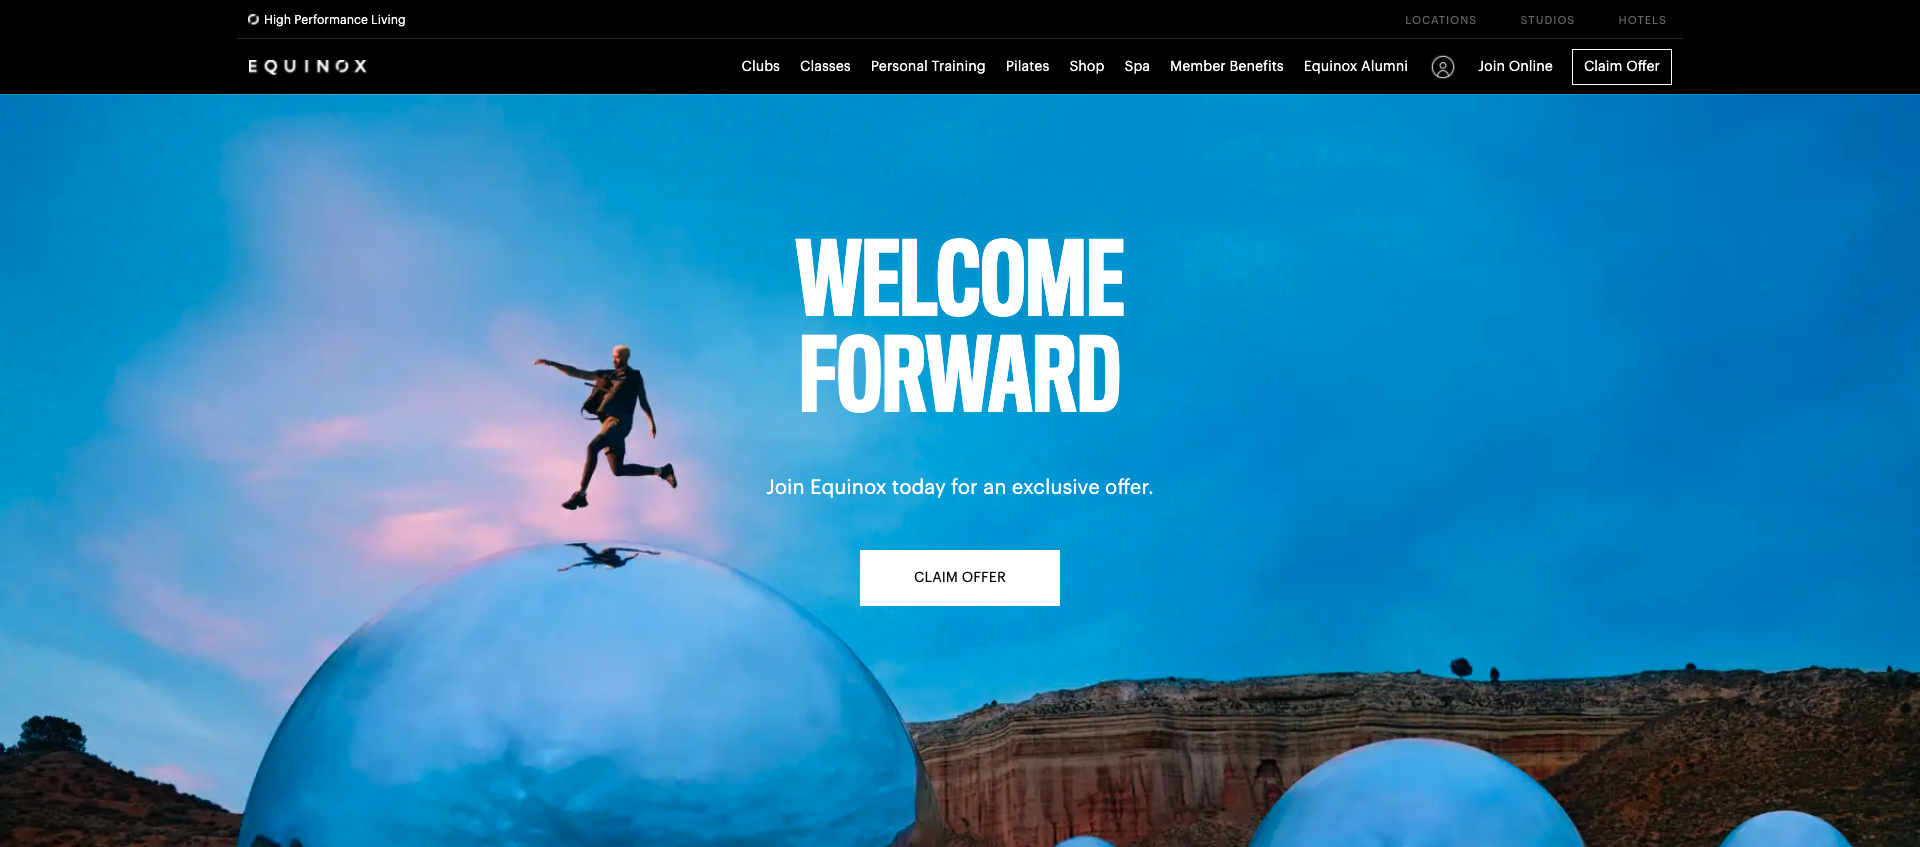 High Performance Living
LOCATIONS STUDIOS HOTELS
EQUINOX
Clubs Classes Personal Training Pilates Shop Spa Member Benefits Equinox Alumni Join Online Claim Offer
WELCOME
FORWARD
Join Equinox today for an exclusive offer.
CLAIM OFFER